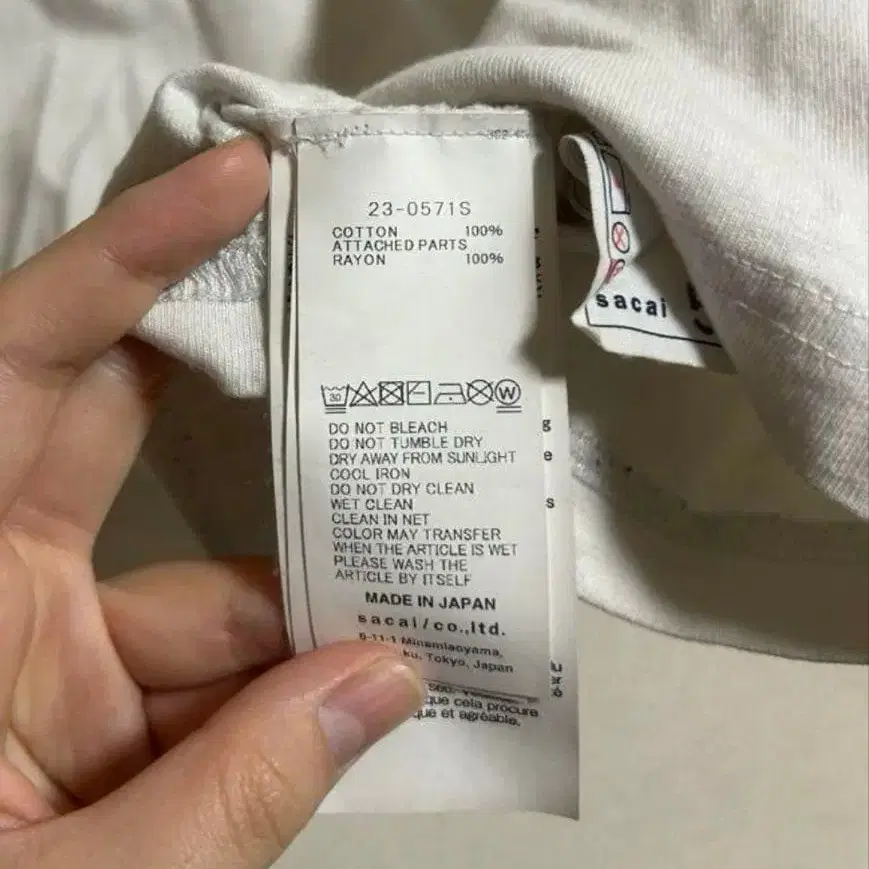 23-0571S
COTTON 100%
ATTACHED PARTS
RAYON 100%
30
W
DO NOT BLEACH
DO NOT TUMBLE DRY
DRY AWAY FROM SUNLIGHT
COOL IRON
DO NOT DRY CLEAN
WET CLEAN
CLEAN IN NET
COLOR MAY TRANSFER
WHEN THE ARTICLE IS WET
PLEASE WASH THE
ARTICLE BY ITSELF
MADE IN JAPAN
sacai/co.,ltd.
Minamiaoyama,
Tokyo, Japan
que cela procure
et agréable.
sacai